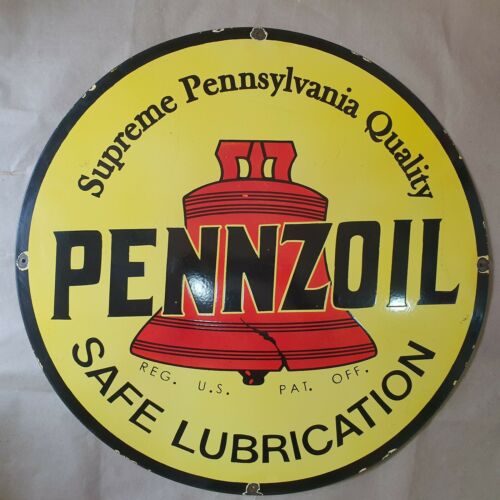 Supreme Pennsylvania Quality
PENNZOIL
REG. U.S. PAT. OFF.
SAFE LUBRICATION